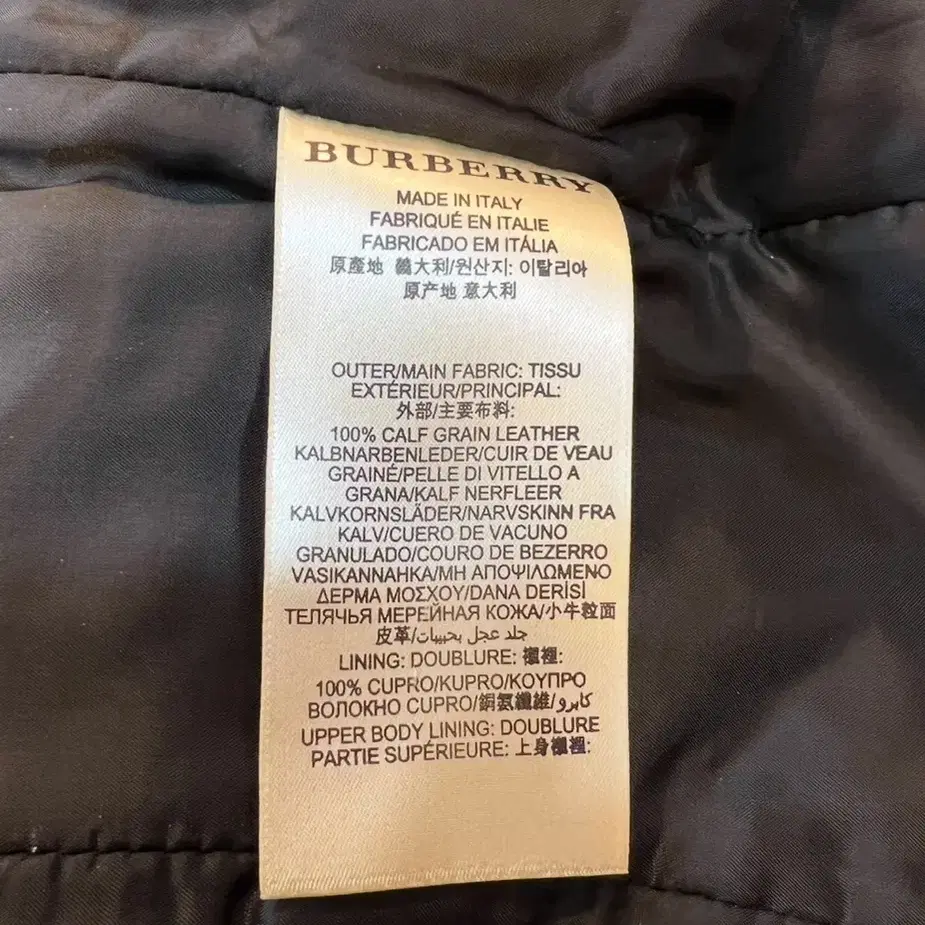 BURBERRY
MADE IN ITALY
FABRIQUÉ EN ITALIE
FABRICADO EM ITÁLIA
原產地 義大利/원산지: 이탈리아
原产地 意大利
OUTER/MAIN FABRIC: TISSU
EXTÉRIEUR/PRINCIPAL:
外部/主要布料:
100% CALF GRAIN LEATHER
KALBNARBENLEDER/CUIR DE VEAU
GRAINÉ/PELLE DI VITELLO A
GRANA/KALF NERFLEER
KALVKORNSLÄDER/NARVSKINN FRA
KALV/CUERO DE VACUNO
GRANULADO/COURO DE BEZERRO
VASIKANNAHKA/ΜΗ ΑΠΟΨΙΛΩΜΕΝΟ
ΔΕΡΜΑ ΜΟΣΧΟΥ/DANA DERİSİ
ТЕЛЯЧЬЯ МЕРЕЙНАЯ КОЖА/小牛粒面
皮革/جلد عجل بحبيبات
LINING: DOUBLURE: 襯裡:
100% CUPRO/KUPRO/ΚΟΥΠΡΟ
ВОЛОКНО CUPRO/銅氨纖維/كابرو
UPPER BODY LINING: DOUBLURE
PARTIE SUPÉRIEURE: 上身襯裡: